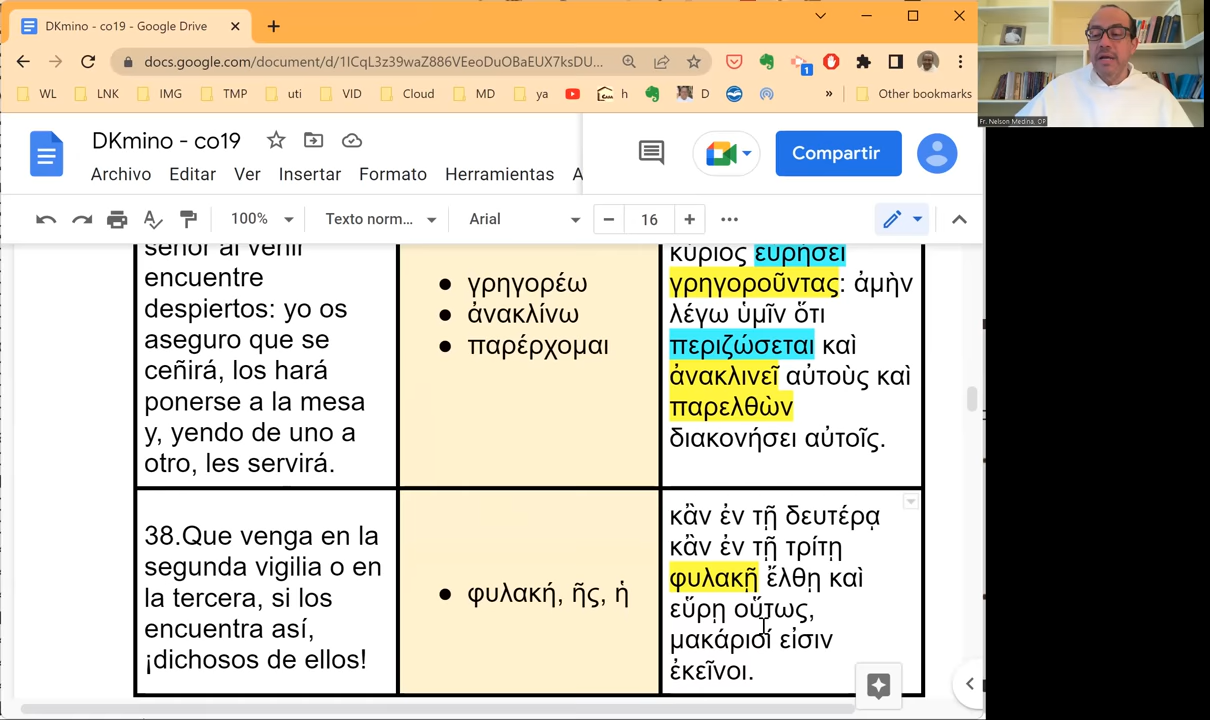 DKmino - co19 - Google Drive
docs.google.com/document/d/1ICqL3z39waZ886VEeoDuOBaEUX7ksDU...
1
WL LNK IMG TMP uti VID Cloud MD ya h D » Other bookmarks
Fr. Nelson Medina, OP
DKmino - co19
Compartir
Archivo Editar Ver Insertar Formato Herramientas A
100% Texto norm... Arial 16
señor al venir
encuentre
despiertos: yo os
aseguro que se
ceñirá, los hará
ponerse a la mesa
y, yendo de uno a
otro, les servirá.
● γρηγορέω
● ἀνακλίνω
● παρέρχομαι
κύριος εὑρήσει
γρηγοροῦντας: ἀμὴν
λέγω ὑμῖν ὅτι
περιζώσεται καὶ
ἀνακλινεῖ αὐτοὺς καὶ
παρελθὼν
διακονήσει αὐτοῖς.
38.Que venga en la
segunda vigilia o en
la tercera, si los
encuentra así,
¡dichosos de ellos!
● φυλακή, ῆς, ἡ
κἂν ἐν τῇ δευτέρᾳ
κἂν ἐν τῇ τρίτῃ
φυλακῇ ἔλθῃ καὶ
εὕρῃ οὕτως,
μακάριοί εἰσιν
ἐκεῖνοι.